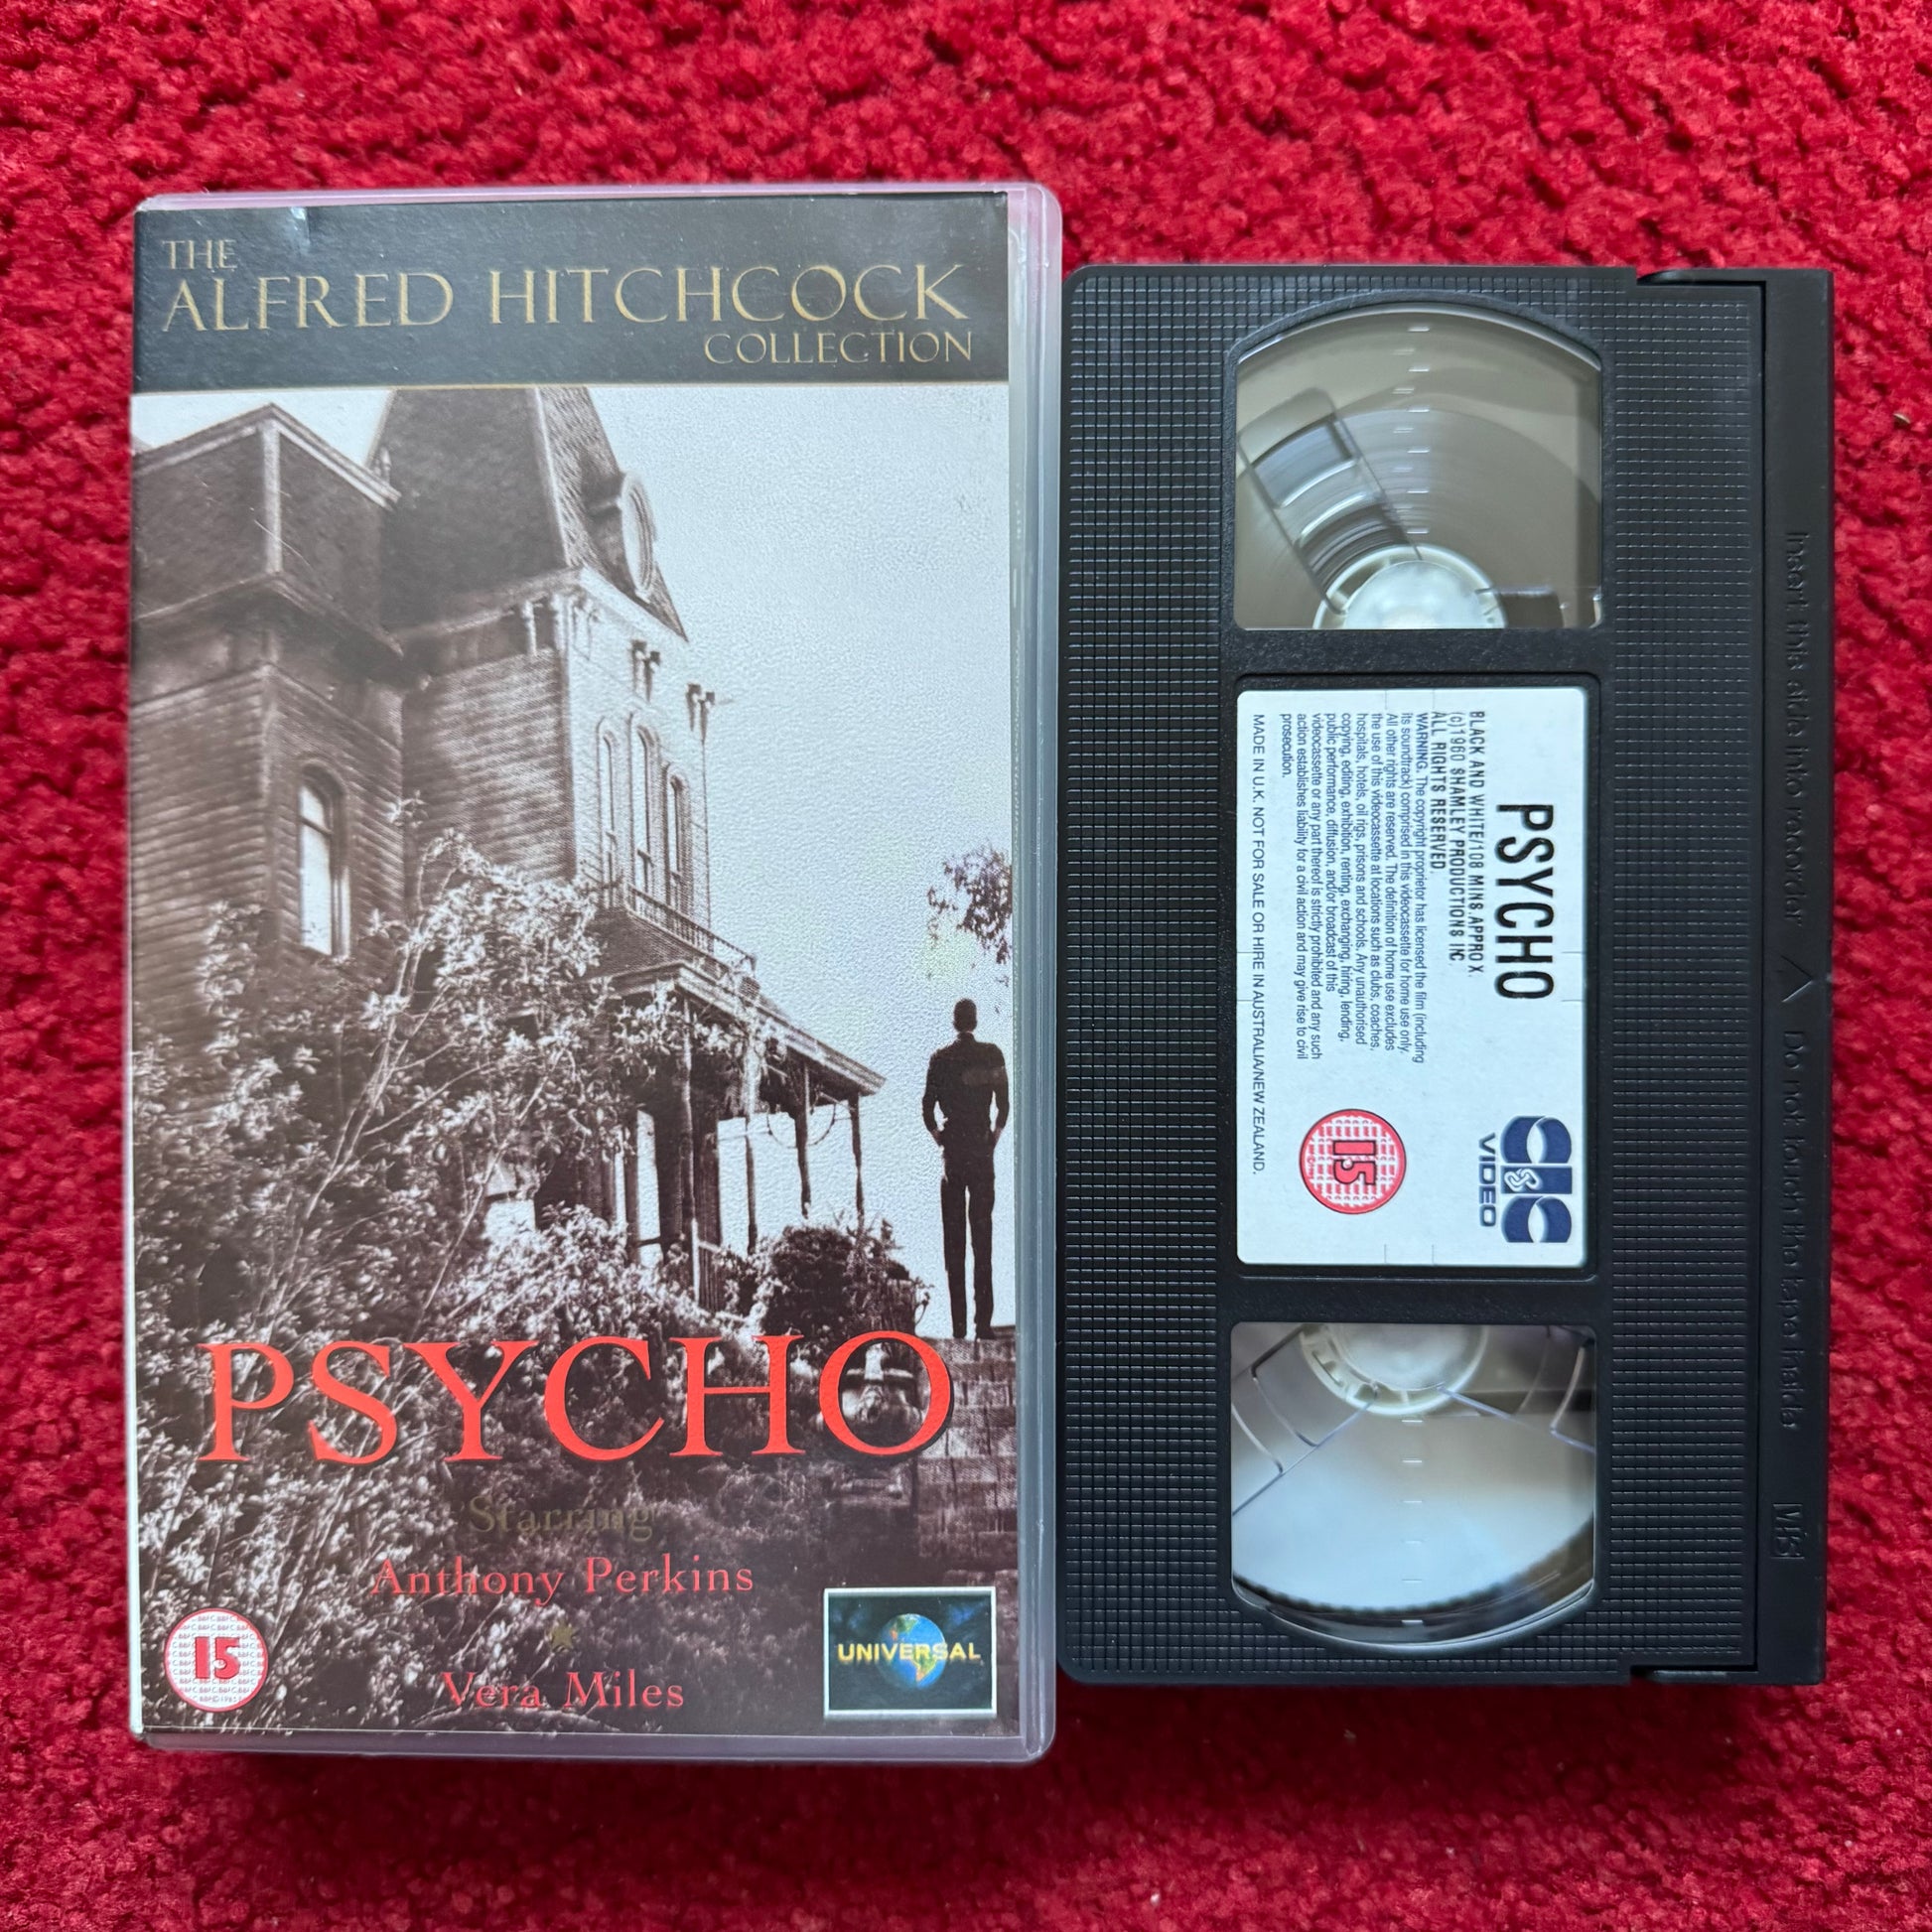 THE
ALFRED HITCHCOCK
COLLECTION
PSYCHO
Starring
Anthony Perkins
Vera Miles
15
UNIVERSAL
PSYCHO
BLACK AND WHITE/108 MINS APPROX
(c)1960 SHAMLEY PRODUCTIONS INC.
ALL RIGHTS RESERVED.
WARNING. The copyright proprietor has licensed the film (including
its soundtrack) comprised in this videocassette for home use only.
All other rights are reserved. The definition of home use excludes
the use of this videocassette at locations such as clubs, coaches,
hospitals, hotels, oil rigs, prisons and schools. Any unauthorised
copying, editing, exhibition, renting, exchanging, hiring, lending,
public performance, diffusion, and/or broadcast of this
videocassette or any part thereof is strictly prohibited and any such
action establishes liability for a civil action and may give rise to civil
prosecution.
MADE IN U.K. NOT FOR SALE OR HIRE IN AUSTRALIA/NEW ZEALAND.
CIC
VIDEO
15
Insert this side into recorder △ Do not touch the tape inside
VHS